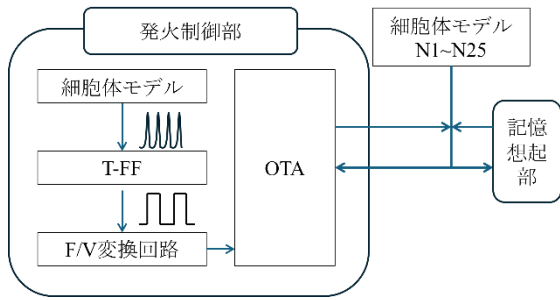 発火制御部
細胞体モデル
T-FF
F/V変換回路
OTA
細胞体モデル
N1~N25
記憶
想起
部